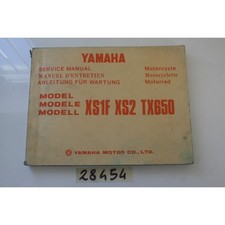 YAMAHA
SERVICE MANUAL Motorcycle
MANUEL D'ENTRETIEN Motocyclette
ANLEITUNG FÜR WARTUNG Motorrad
MODEL
MODELE XS1F XS2 TX650
MODELL
YAMAHA MOTOR CO., LTD.
28454